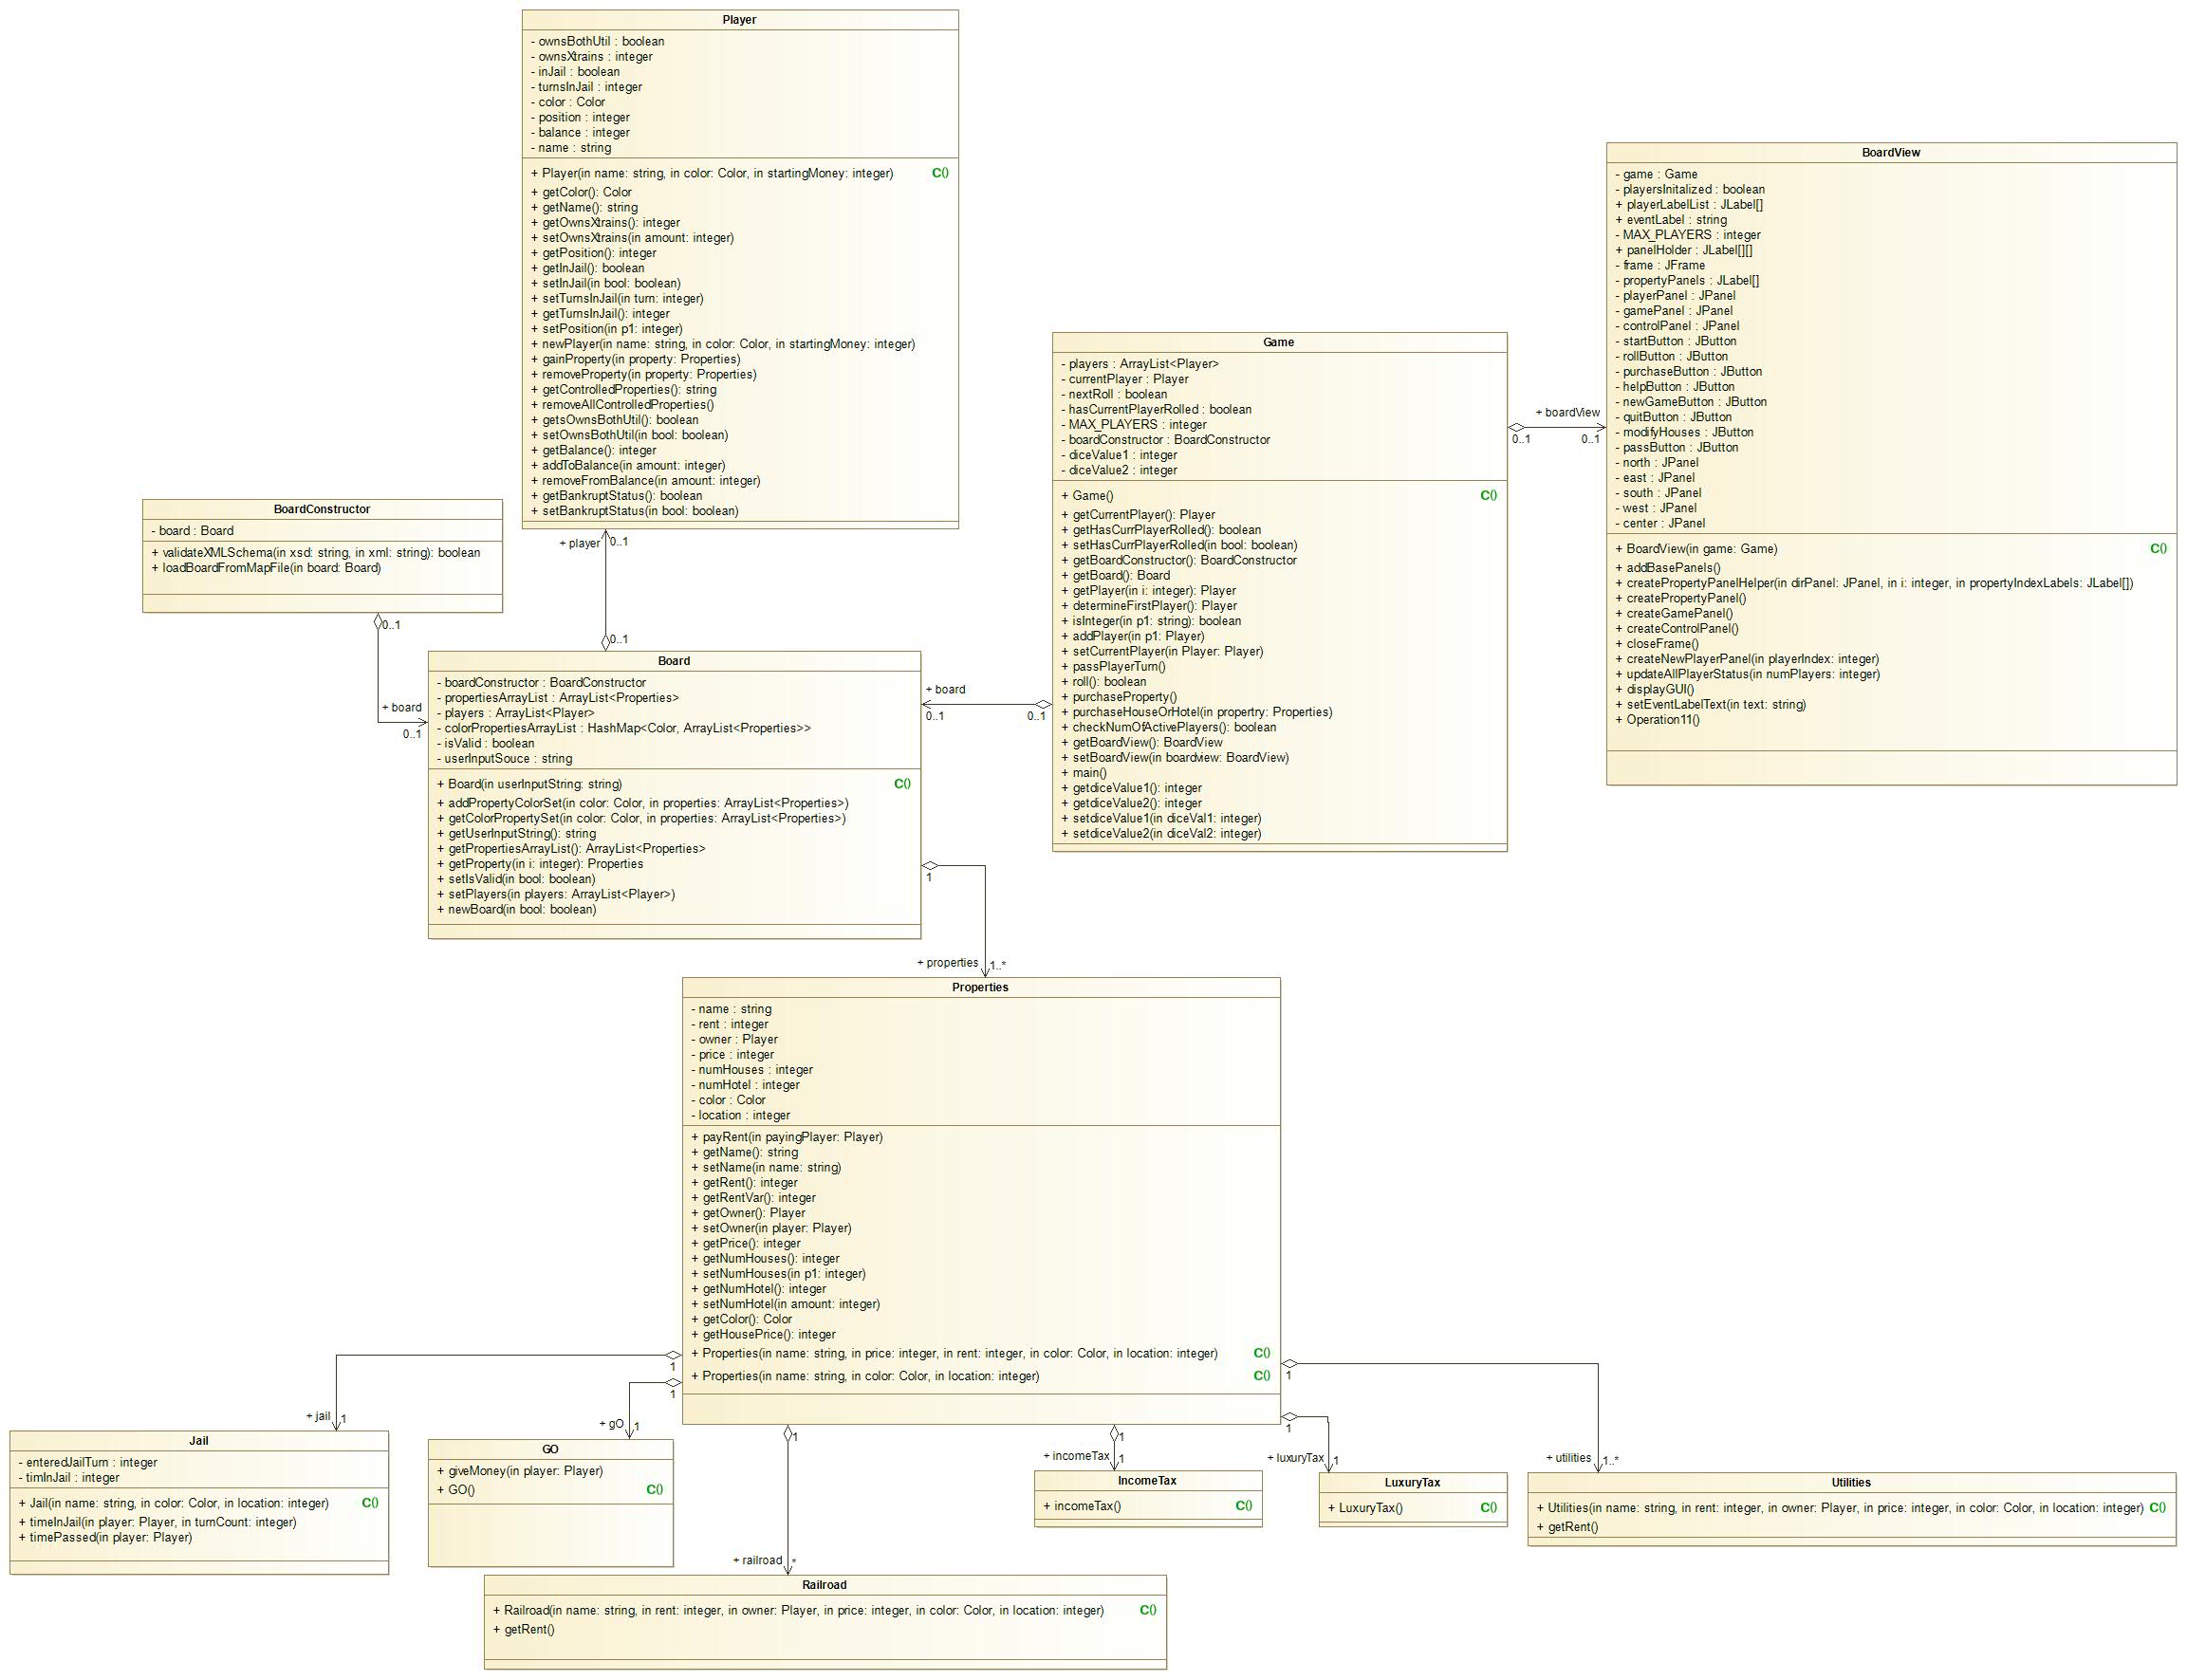 Player
- ownsBothUtil : boolean
- ownsXtrains : integer
- inJail : boolean
- turnsInJail : integer
- color : Color
- position : integer
- balance : integer
- name : string
+ Player(in name: string, in color: Color, in startingMoney: integer) C()
+ getColor(): Color
+ getName(): string
+ getOwnsXtrains(): integer
+ setOwnsXtrains(in amount: integer)
+ getPosition(): integer
+ getInJail(): boolean
+ setInJail(in bool: boolean)
+ setTurnsInJail(in turn: integer)
+ getTurnsInJail(): integer
+ setPosition(in p1: integer)
+ newPlayer(in name: string, in color: Color, in startingMoney: integer)
+ gainProperty(in property: Properties)
+ removeProperty(in property: Properties)
+ getControlledProperties(): string
+ removeAllControlledProperties()
+ getsOwnsBothUtil(): boolean
+ setOwnsBothUtil(in bool: boolean)
+ getBalance(): integer
+ addToBalance(in amount: integer)
+ removeFromBalance(in amount: integer)
+ getBankruptStatus(): boolean
+ setBankruptStatus(in bool: boolean)
+ player 0..1
0..1
BoardView
- game : Game
- playersInitalized : boolean
+ playerLabelList : JLabel[]
+ eventLabel : string
- MAX_PLAYERS : integer
+ panelHolder : JLabel[][]
- frame : JFrame
- propertyPanels : JLabel[]
- playerPanel : JPanel
- gamePanel : JPanel
- controlPanel : JPanel
- startButton : JButton
- rollButton : JButton
- purchaseButton : JButton
- helpButton : JButton
- newGameButton : JButton
- quitButton : JButton
- modifyHouses : JButton
- passButton : JButton
- north : JPanel
- east : JPanel
- south : JPanel
- west : JPanel
- center : JPanel
+ BoardView(in game: Game) C()
+ addBasePanels()
+ createPropertyPanelHelper(in dirPanel: JPanel, in i: integer, in propertyIndexLabels: JLabel[])
+ createPropertyPanel()
+ createGamePanel()
+ createControlPanel()
+ closeFrame()
+ createNewPlayerPanel(in playerIndex: integer)
+ updateAllPlayerStatus(in numPlayers: integer)
+ displayGUI()
+ setEventLabelText(in text: string)
+ Operation11()
+ boardView
0..1 0..1
Game
- players : ArrayList<Player>
- currentPlayer : Player
- nextRoll : boolean
- hasCurrentPlayerRolled : boolean
- MAX_PLAYERS : integer
- boardConstructor : BoardConstructor
- diceValue1 : integer
- diceValue2 : integer
+ Game() C()
+ getCurrentPlayer(): Player
+ getHasCurrPlayerRolled(): boolean
+ setHasCurrPlayerRolled(in bool: boolean)
+ getBoardConstructor(): BoardConstructor
+ getBoard(): Board
+ getPlayer(in i: integer): Player
+ determineFirstPlayer(): Player
+ isInteger(in p1: string): boolean
+ addPlayer(in p1: Player)
+ setCurrentPlayer(in Player: Player)
+ passPlayerTurn()
+ roll(): boolean
+ purchaseProperty()
+ purchaseHouseOrHotel(in propertry: Properties)
+ checkNumOfActivePlayers(): boolean
+ getBoardView(): BoardView
+ setBoardView(in boardview: BoardView)
+ main()
+ getdiceValue1(): integer
+ getdiceValue2(): integer
+ setdiceValue1(in diceVal1: integer)
+ setdiceValue2(in diceVal2: integer)
+ board
0..1 0..1
BoardConstructor
- board : Board
+ validateXMLSchema(in xsd: string, in xml: string): boolean
+ loadBoardFromMapFile(in board: Board)
0..1
+ board
0..1
Board
- boardConstructor : BoardConstructor
- propertiesArrayList : ArrayList<Properties>
- players : ArrayList<Player>
- colorPropertiesArrayList : HashMap<Color, ArrayList<Properties>>
- isValid : boolean
- userInputSouce : string
+ Board(in userInputString: string) C()
+ addPropertyColorSet(in color: Color, in properties: ArrayList<Properties>)
+ getColorPropertySet(in color: Color, in properties: ArrayList<Properties>)
+ getUserInputString(): string
+ getPropertiesArrayList(): ArrayList<Properties>
+ getProperty(in i: integer): Properties
+ setIsValid(in bool: boolean)
+ setPlayers(in players: ArrayList<Player>)
+ newBoard(in bool: boolean)
1
+ properties 1..*
Properties
- name : string
- rent : integer
- owner : Player
- price : integer
- numHouses : integer
- numHotel : integer
- color : Color
- location : integer
+ payRent(in payingPlayer: Player)
+ getName(): string
+ setName(in name: string)
+ getRent(): integer
+ getRentVar(): integer
+ getOwner(): Player
+ setOwner(in player: Player)
+ getPrice(): integer
+ getNumHouses(): integer
+ setNumHouses(in p1: integer)
+ getNumHotel(): integer
+ setNumHotel(in amount: integer)
+ getColor(): Color
+ getHousePrice(): integer
+ Properties(in name: string, in price: integer, in rent: integer, in color: Color, in location: integer) C()
+ Properties(in name: string, in color: Color, in location: integer) C()
1
+ jail 1
Jail
- enteredJailTurn : integer
- timInJail : integer
+ Jail(in name: string, in color: Color, in location: integer) C()
+ timeInJail(in player: Player, in turnCount: integer)
+ timePassed(in player: Player)
1
+ gO 1
GO
+ giveMoney(in player: Player)
+ GO() C()
1
+ railroad *
Railroad
+ Railroad(in name: string, in rent: integer, in owner: Player, in price: integer, in color: Color, in location: integer) C()
+ getRent()
1
+ incomeTax 1
IncomeTax
+ incomeTax() C()
1
+ luxuryTax 1
LuxuryTax
+ LuxuryTax() C()
1
+ utilities 1..*
Utilities
+ Utilities(in name: string, in rent: integer, in owner: Player, in price: integer, in color: Color, in location: integer) C()
+ getRent()